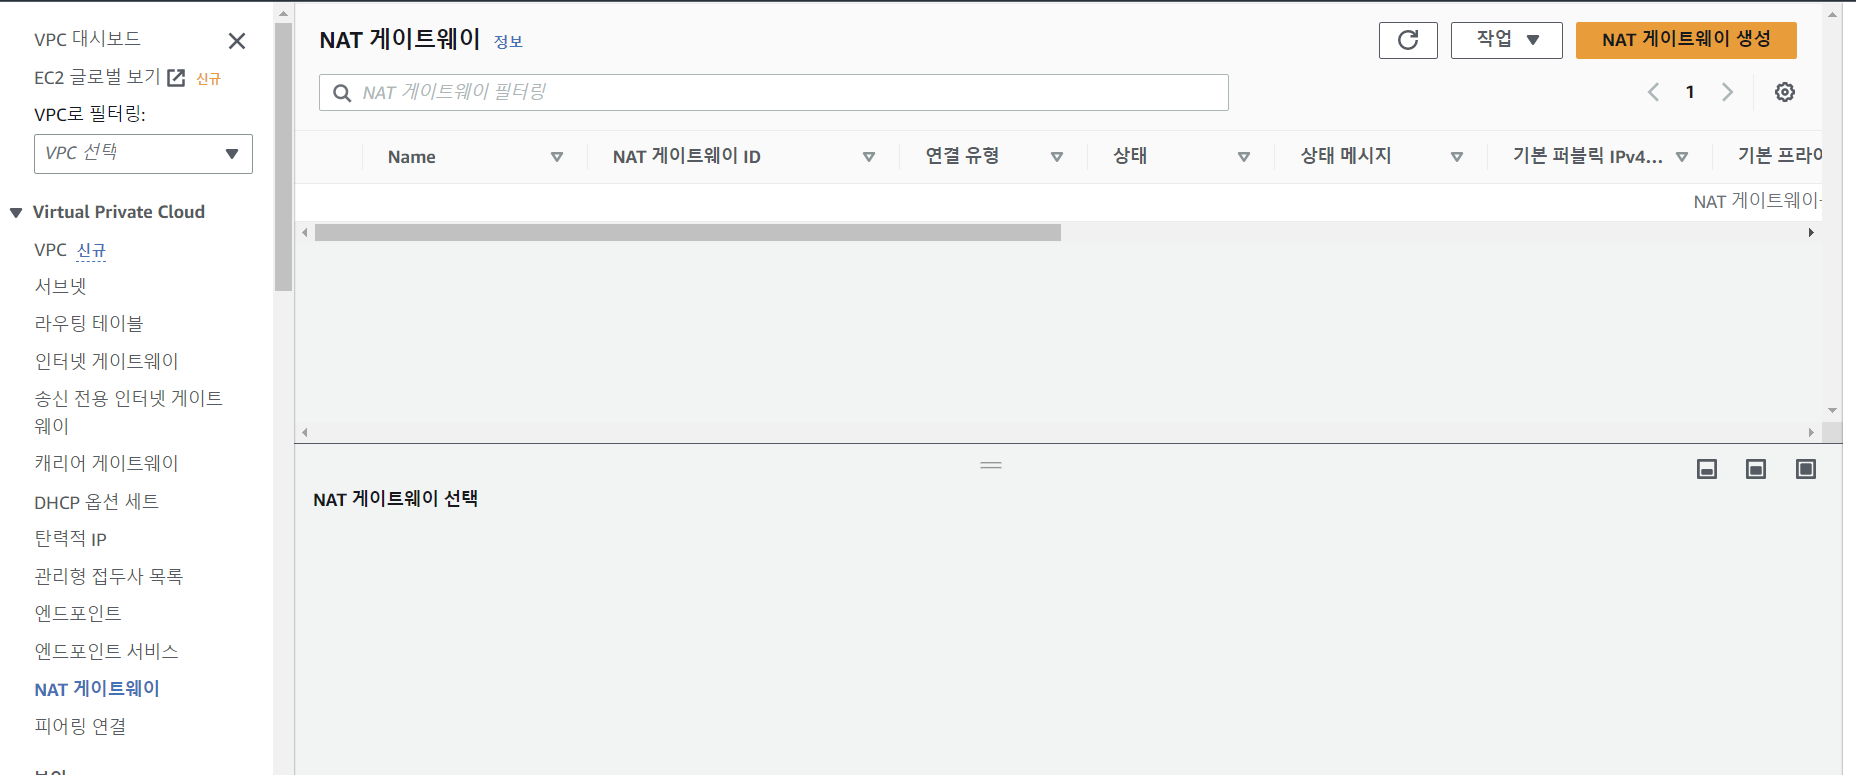 VPC 대시보드
EC2 글로벌 보기 신규
VPC로 필터링:
VPC 선택
Virtual Private Cloud
VPC 신규
서브넷
라우팅 테이블
인터넷 게이트웨이
송신 전용 인터넷 게이트
웨이
캐리어 게이트웨이
DHCP 옵션 세트
탄력적 IP
관리형 접두사 목록
엔드포인트
엔드포인트 서비스
NAT 게이트웨이
피어링 연결
NAT 게이트웨이 정보
작업
NAT 게이트웨이 생성
NAT 게이트웨이 필터링
1
Name NAT 게이트웨이 ID 연결 유형 상태 상태 메시지 기본 퍼블릭 IPv4... 기본 프라이
NAT 게이트웨이
NAT 게이트웨이 선택